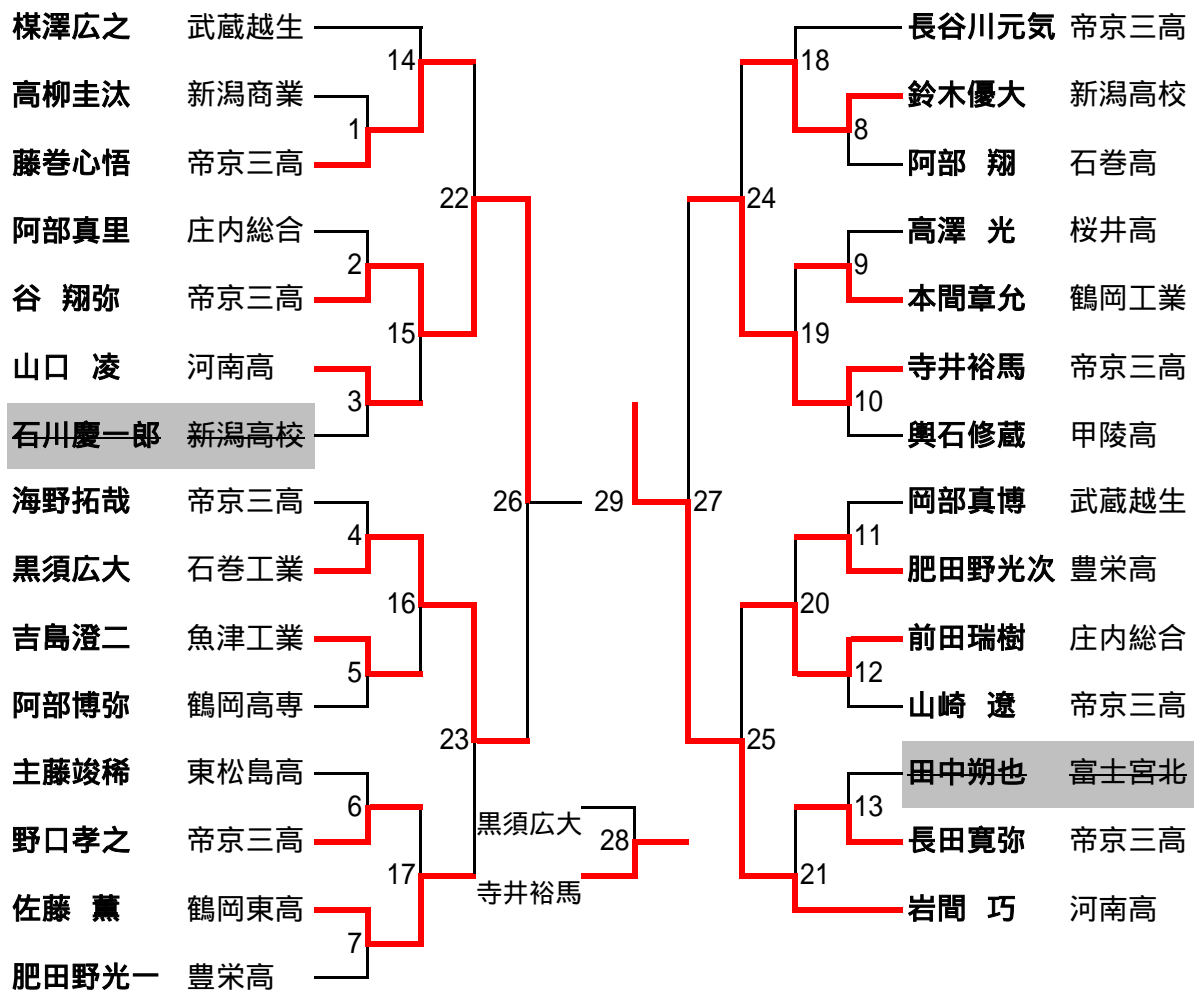 楳澤広之 武蔵越生
14
高柳圭汰 新潟商業
1
藤巻心悟 帝京三高
22
阿部真里 庄内総合
2
谷 翔弥 帝京三高
15
山口 凌 河南高
3
石川慶一郎 新潟高校
海野拓哉 帝京三高
26
4
黒須広大 石巻工業
16
吉島澄二 魚津工業
5
阿部博弥 鶴岡高専
23
主藤竣稀 東松島高
6
野口孝之 帝京三高
17
佐藤 薫 鶴岡東高
7
肥田野光一 豊栄高
29
黒須広大
28
寺井裕馬
長谷川元気 帝京三高
18
鈴木優大 新潟高校
8
阿部 翔 石巻高
24
高澤 光 桜井高
9
本間章允 鶴岡工業
19
寺井裕馬 帝京三高
10
輿石修蔵 甲陵高
27
岡部真博 武蔵越生
11
肥田野光次 豊栄高
20
前田瑞樹 庄内総合
12
山崎 遼 帝京三高
25
田中朔也 富士宮北
13
長田寛弥 帝京三高
21
岩間 巧 河南高